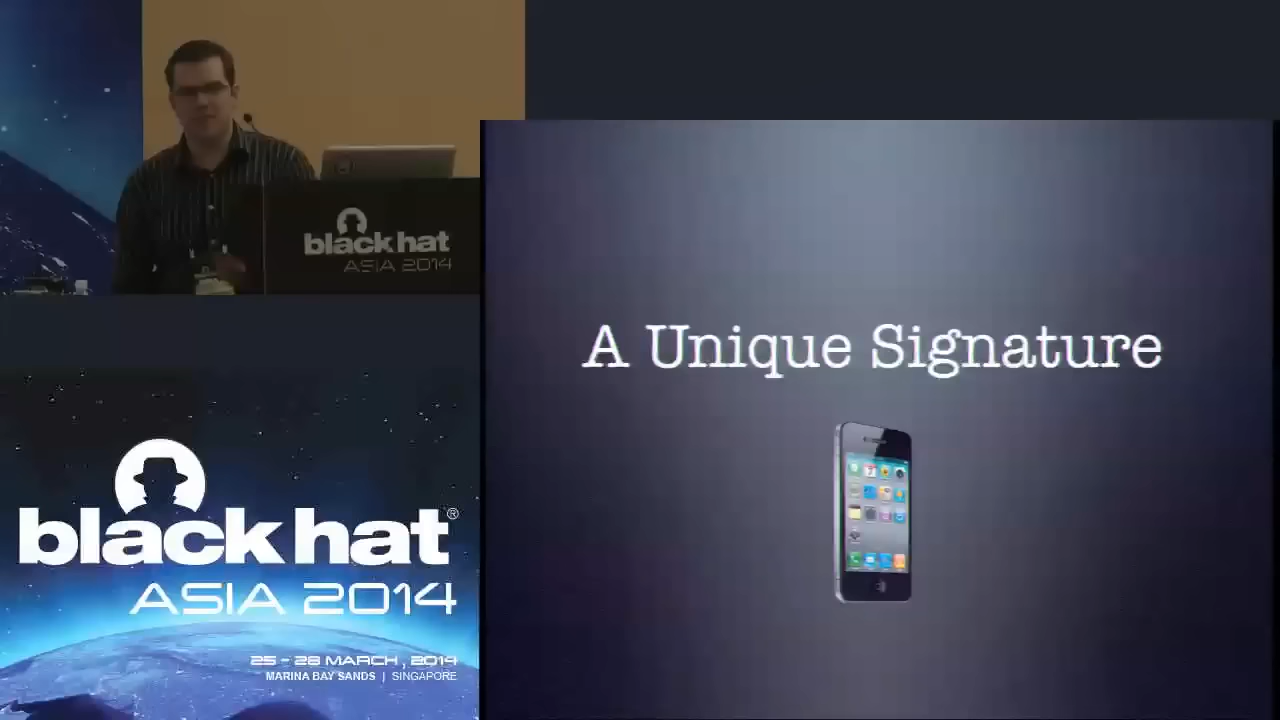 black hat
ASIA 2014
A Unique Signature
black hat®
ASIA 2014
25 - 28 MARCH, 2014
MARINA BAY SANDS | SINGAPORE